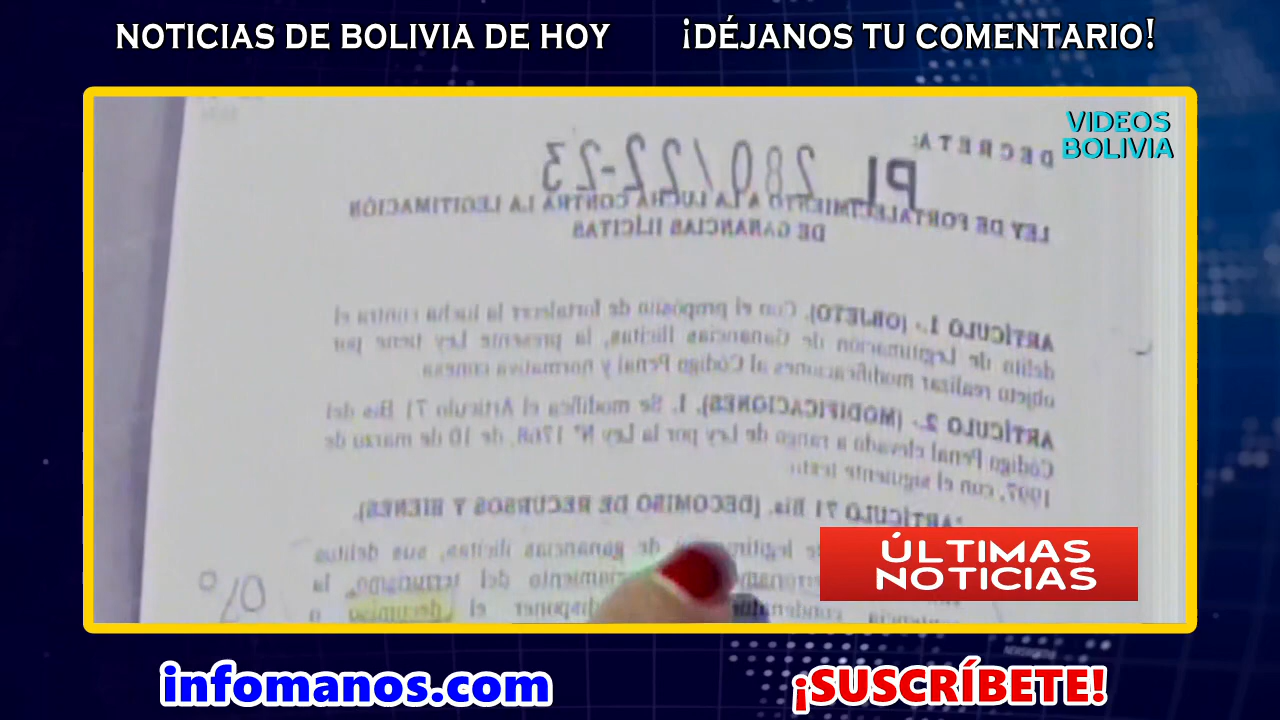 NOTICIAS DE BOLIVIA DE HOY
¡DÉJANOS TU COMENTARIO!
VIDEOS
BOLIVIA
DECRETA:
PL 280/22-23
LEY DE FORTALECIMIENTO A LA LUCHA CONTRA LA LEGITIMACIÓN
DE GANANCIAS ILÍCITAS
ARTÍCULO 1.- (OBJETO). Con el propósito de fortalecer la lucha contra el
delito de Legitimación de Ganancias Ilícitas, la presente Ley tiene por
objeto realizar modificaciones al Código Penal y normativa conexa.
ARTÍCULO 2.- (MODIFICACIONES). I. Se modifica el Artículo 71 Bis del
Código Penal elevado a rango de Ley por la Ley N° 1768, de 10 de marzo de
1997, con el siguiente texto:
"ARTÍCULO 71 Bis. (DECOMISO DE RECURSOS Y BIENES).
de ganancias ilícitas, sus delitos
del terrorismo, la
disponer el decomiso o
%
ÚLTIMAS
NOTICIAS
infomanos.com
¡SUSCRÍBETE!